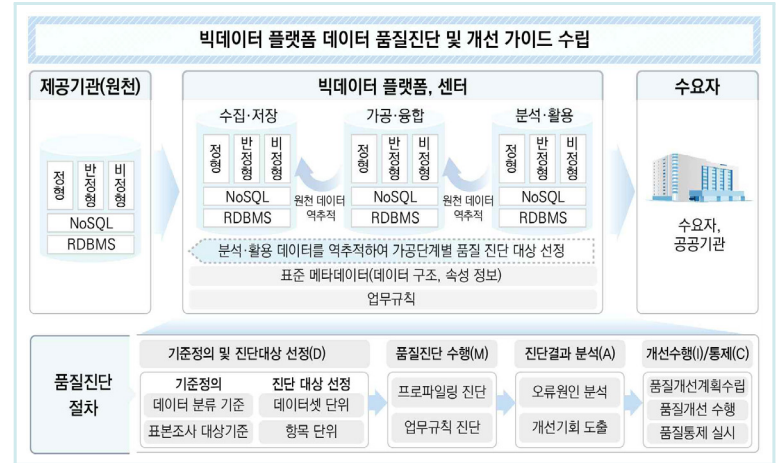 빅데이터 플랫폼 데이터 품질진단 및 개선 가이드 수립
제공기관(원천)
정형
반정형
비정형
NoSQL
RDBMS
빅데이터 플랫폼, 센터
수집·저장
정형
반정형
비정형
NoSQL
RDBMS
원천 데이터
역추적
가공·융합
정형
반정형
비정형
NoSQL
RDBMS
원천 데이터
역추적
분석·활용
정형
반정형
비정형
NoSQL
RDBMS
분석·활용 데이터를 역추적하여 가공단계별 품질 진단 대상 선정
표준 메타데이터(데이터 구조, 속성 정보)
업무규칙
수요자
수요자,
공공기관
품질진단
절차
기준정의 및 진단대상 선정(D)
기준정의
데이터 분류 기준
표본조사 대상기준
진단 대상 선정
데이터셋 단위
항목 단위
품질진단 수행(M)
프로파일링 진단
업무규칙 진단
진단결과 분석(A)
오류원인 분석
개선기회 도출
개선수행(I)/통제(C)
품질개선계획수립
품질개선 수행
품질통제 실시